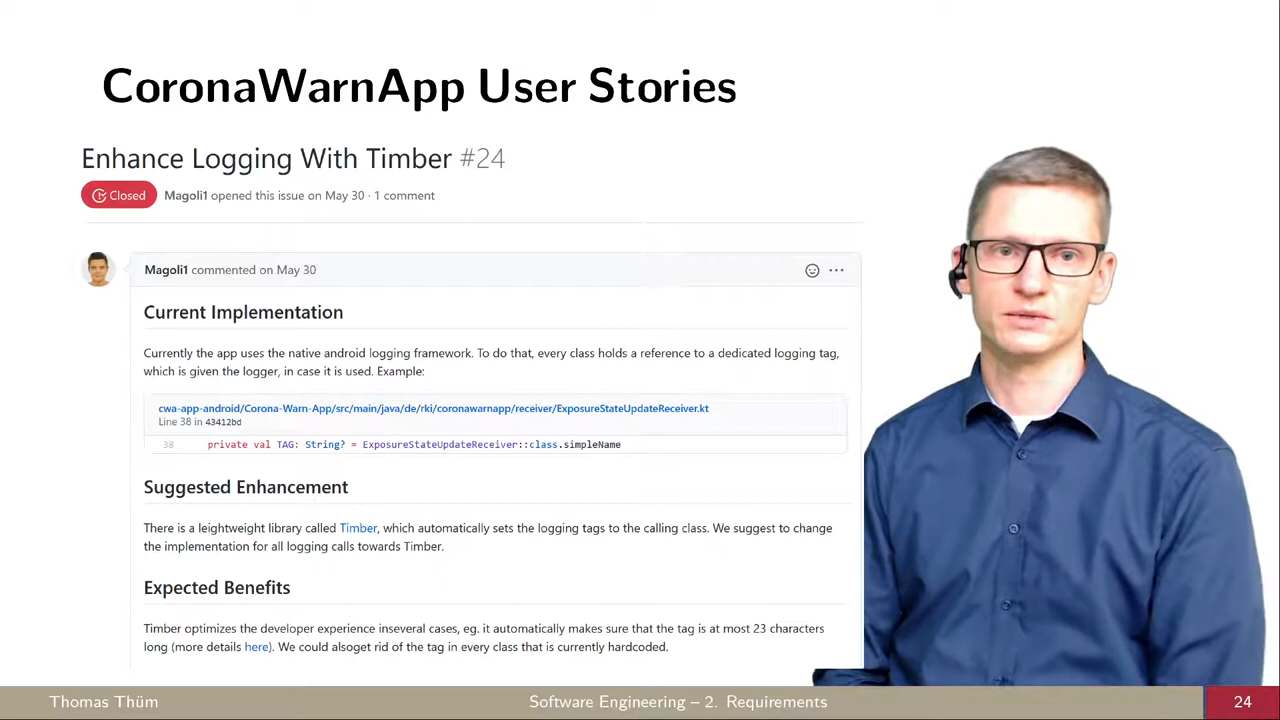 CoronaWarnApp User Stories
Enhance Logging With Timber #24
Closed Magoli1 opened this issue on May 30 · 1 comment
Magoli1 commented on May 30
Current Implementation
Currently the app uses the native android logging framework. To do that, every class holds a reference to a dedicated logging tag,
which is given the logger, in case it is used. Example:
cwa-app-android/Corona-Warn-App/src/main/java/de/rki/coronawarnapp/receiver/ExposureStateUpdateReceiver.kt
Line 38 in 43412bd
38 private val TAG: String? = ExposureStateUpdateReceiver::class.simpleName
Suggested Enhancement
There is a leightweight library called Timber, which automatically sets the logging tags to the calling class. We suggest to change
the implementation for all logging calls towards Timber.
Expected Benefits
Timber optimizes the developer experience inseveral cases, eg. it automatically makes sure that the tag is at most 23 characters
long (more details here). We could alsoget rid of the tag in every class that is currently hardcoded.
Thomas Thüm Software Engineering – 2. Requirements 24